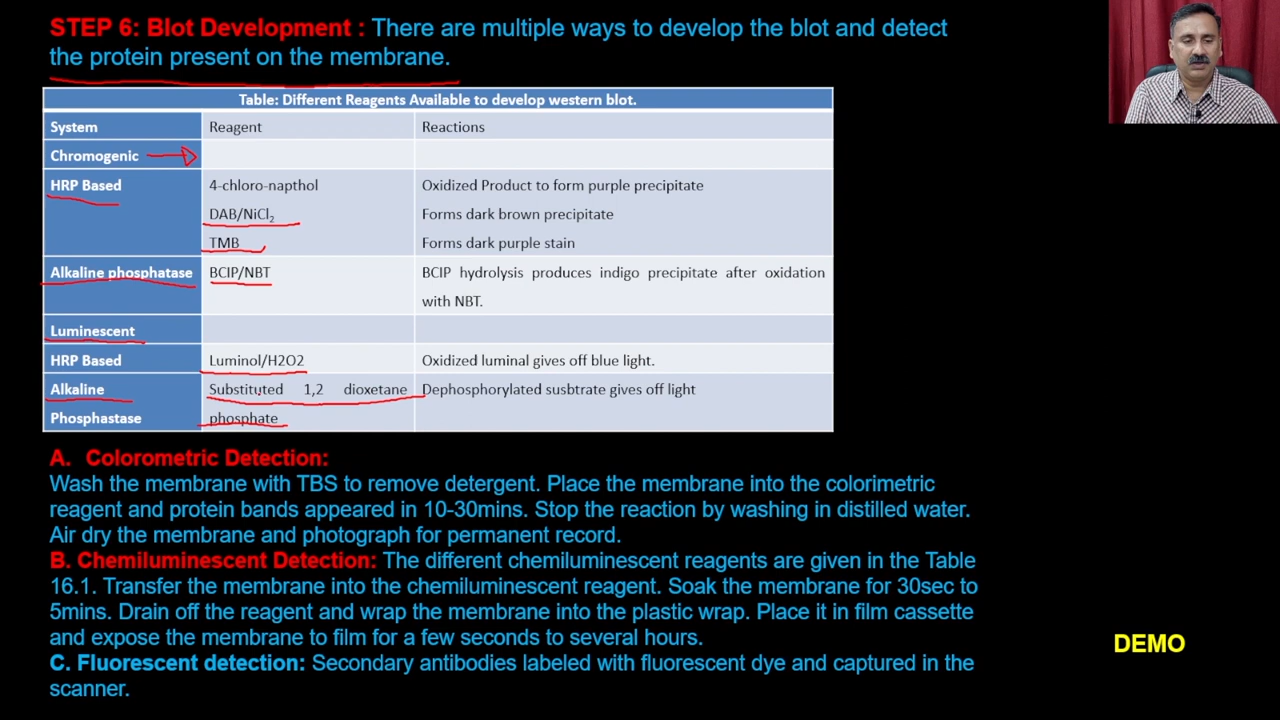 STEP 6: Blot Development : There are multiple ways to develop the blot and detect
the protein present on the membrane.
Table: Different Reagents Available to develop western blot.
System Reagent Reactions
Chromogenic
HRP Based 4-chloro-napthol Oxidized Product to form purple precipitate
DAB/NiCl₂ Forms dark brown precipitate
TMB Forms dark purple stain
Alkaline phosphatase BCIP/NBT BCIP hydrolysis produces indigo precipitate after oxidation
with NBT.
Luminescent
HRP Based Luminol/H2O2 Oxidized luminal gives off blue light.
Alkaline Substituted 1,2 dioxetane Dephosphorylated susbtrate gives off light
Phosphastase phosphate
A. Colorometric Detection:
Wash the membrane with TBS to remove detergent. Place the membrane into the colorimetric
reagent and protein bands appeared in 10-30mins. Stop the reaction by washing in distilled water.
Air dry the membrane and photograph for permanent record.
B. Chemiluminescent Detection: The different chemiluminescent reagents are given in the Table
16.1. Transfer the membrane into the chemiluminescent reagent. Soak the membrane for 30sec to
5mins. Drain off the reagent and wrap the membrane into the plastic wrap. Place it in film cassette
and expose the membrane to film for a few seconds to several hours.
C. Fluorescent detection: Secondary antibodies labeled with fluorescent dye and captured in the
scanner.
DEMO